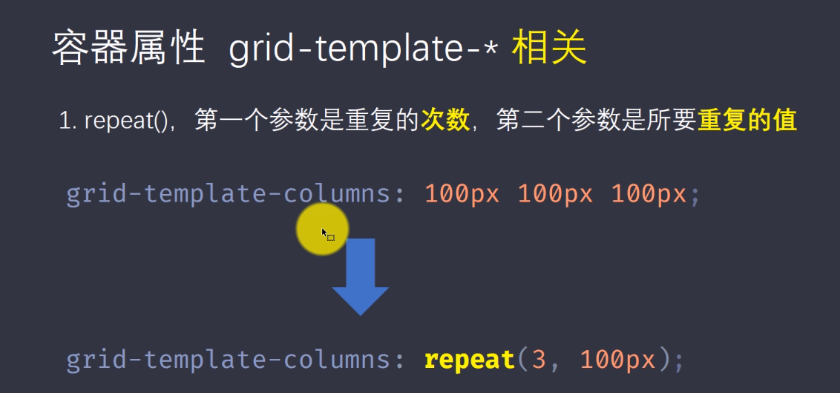 容器属性 grid-template-* 相关
1. repeat(), 第一个参数是重复的次数，第二个参数是所要重复的值
grid-template-columns: 100px 100px 100px;
grid-template-columns: repeat(3, 100px);